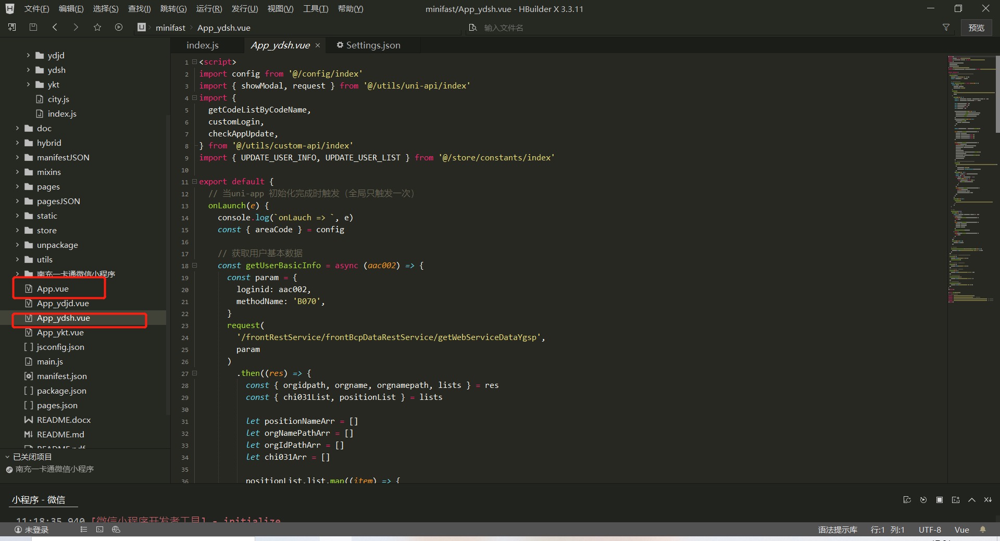 文件(F) 编辑(E) 选择(S) 查找(I) 跳转(G) 运行(R) 发行(U) 视图(V) 工具(T) 帮助(Y)
minifast/App_ydsh.vue - HBuilder X 3.3.11
minifast
App_ydsh.vue
输入文件名
预览
ydjd
ydsh
ykt
city.js
index.js
doc
hybrid
manifestJSON
mixins
pages
pagesJSON
static
store
unpackage
utils
南充一卡通微信小程序
App.vue
App_ydjd.vue
App_ydsh.vue
App_ykt.vue
jsconfig.json
main.js
manifest.json
package.json
pages.json
README.docx
README.md
README.pdf
已关闭项目
南充一卡通微信小程序
index.js
App_ydsh.vue ×
Settings.json
1 <script>
2 import config from '@/config/index'
3 import { showModal, request } from '@/utils/uni-api/index'
4 import {
5 getCodeListByCodeName,
6 customLogin,
7 checkAppUpdate,
8 } from '@/utils/custom-api/index'
9 import { UPDATE_USER_INFO, UPDATE_USER_LIST } from '@/store/constants/index'
10
11 export default {
12 // 当uni-app 初始化完成时触发（全局只触发一次）
13 onLaunch(e) {
14 console.log(`onLauch => `, e)
15 const { areaCode } = config
16
17 // 获取用户基本数据
18 const getUserBasicInfo = async (aac002) => {
19 const param = {
20 loginid: aac002,
21 methodName: 'B070',
22 }
23 request(
24 '/frontRestService/frontBcpDataRestService/getWebServiceDataYgsp',
25 param
26 )
27 .then((res) => {
28 const { orgidpath, orgname, orgnamepath, lists } = res
29 const { chi031List, positionList } = lists
30
31 let positionNameArr = []
32 let orgNamePathArr = []
33 let orgIdPathArr = []
34 let chi031Arr = []
35
36 positionList.list.map((item) => {
小程序 - 微信
11:18:35.940 [微信小程序开发者工具] - initialize
未登录
语法提示库 行:1 列:1 UTF-8 Vue